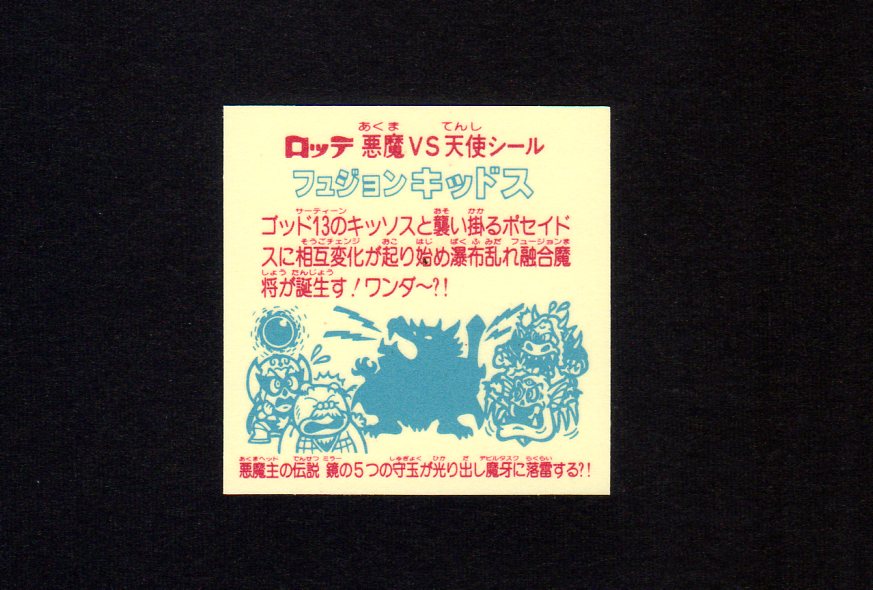 あくま てんし
ロッテ 悪魔VS天使シール
フュジョンキッドス
サーティーン おそ かか
ゴッド13のキッソスと襲い掛るポセイド
そうごチェンジ おこ はじ ばくふみだ フュージョンま
スに相互変化が起り始め瀑布乱れ融合魔
しょう たんじょう
将が誕生す!ワンダ〜?!
あくまヘッド でんせつ ミラー しゅぎょく ひか だ デビルタスク らくらい
悪魔主の伝説 鏡の5つの守玉が光り出し魔牙に落雷する?!